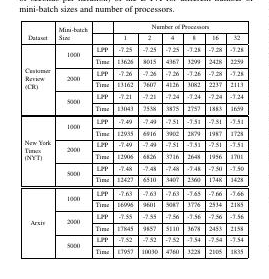 mini-batch sizes and number of processors.
Number of Processors
Dataset Mini-batch Size 1 2 4 8 16 32
Customer Review (CR) 1000 LPP -7.25 -7.25 -7.25 -7.28 -7.28 -7.28
Time 13626 8015 4367 3299 2428 2259
2000 LPP -7.26 -7.26 -7.26 -7.26 -7.28 -7.28
Time 13162 7607 4126 3082 2237 2113
5000 LPP -7.21 -7.21 -7.24 -7.24 -7.24 -7.24
Time 13043 7538 3875 2757 1883 1659
New York Times (NYT) 1000 LPP -7.49 -7.49 -7.51 -7.51 -7.51 -7.51
Time 12935 6916 3902 2879 1987 1728
2000 LPP -7.49 -7.49 -7.51 -7.51 -7.51 -7.51
Time 12906 6826 3716 2648 1956 1701
5000 LPP -7.48 -7.48 -7.48 -7.48 -7.50 -7.50
Time 12427 6510 3407 2360 1748 1428
Arxiv 1000 LPP -7.63 -7.63 -7.63 -7.65 -7.66 -7.66
Time 16996 9601 5087 3776 2534 2185
2000 LPP -7.55 -7.55 -7.56 -7.56 -7.56 -7.56
Time 17845 9857 5110 3678 2453 2158
5000 LPP -7.52 -7.52 -7.52 -7.54 -7.54 -7.54
Time 17957 10030 4760 3228 2105 1835